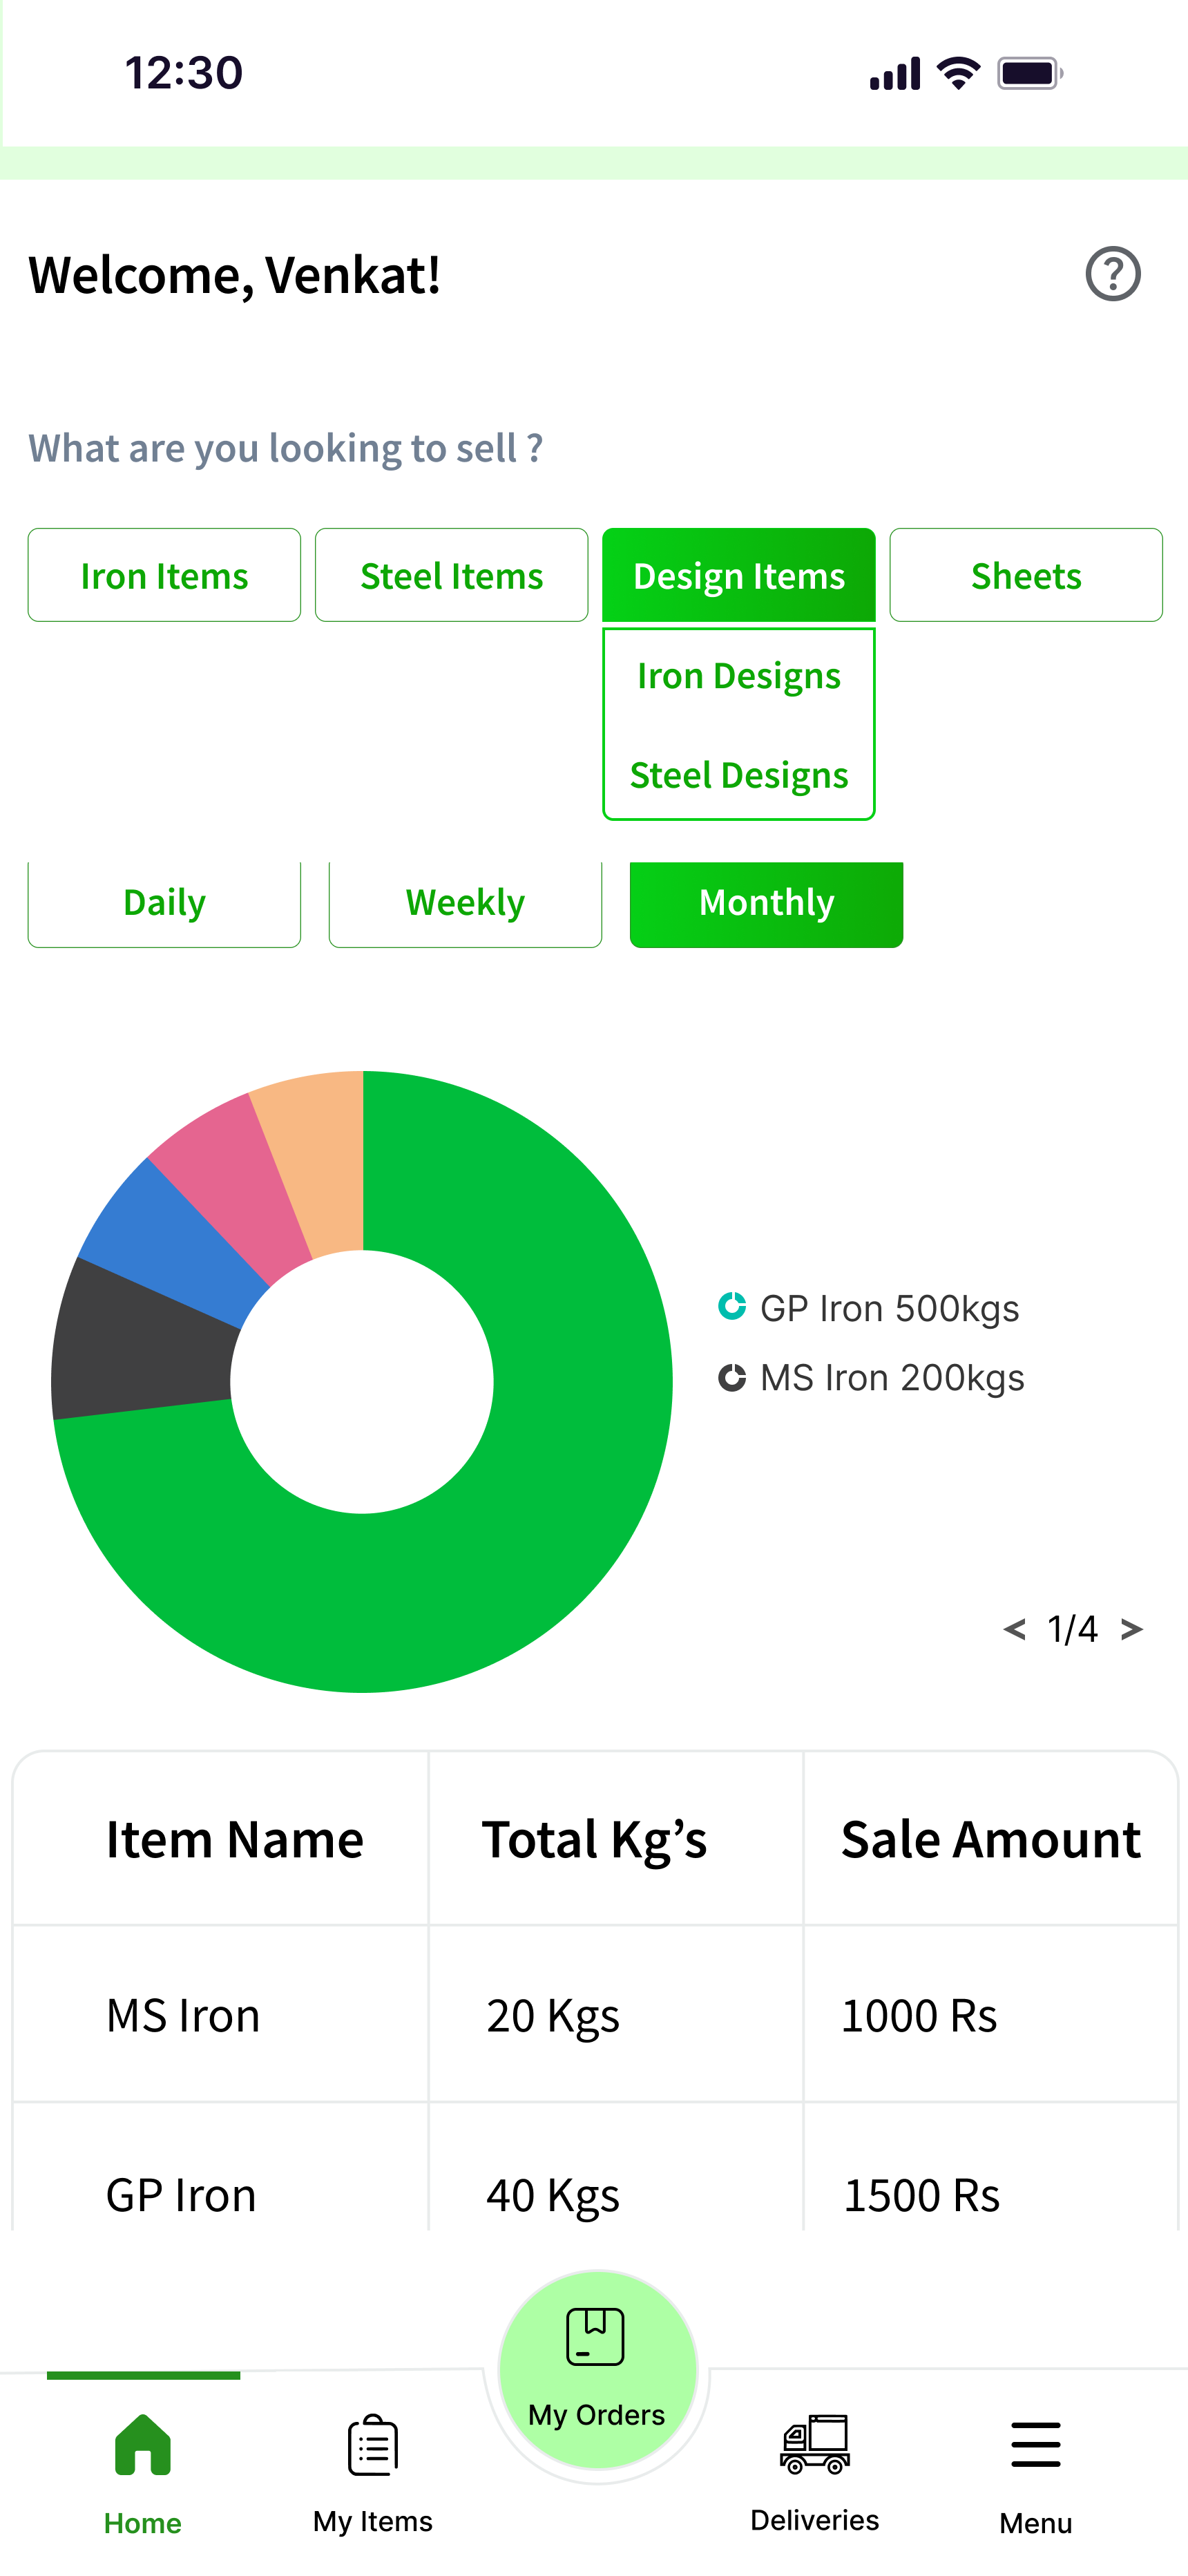 12:30
Welcome, Venkat!
What are you looking to sell ?
Iron Items
Steel Items
Design Items
Sheets
Iron Designs
Steel Designs
Daily
Weekly
Monthly
GP Iron 500kgs
MS Iron 200kgs
< 1/4 >
Item Name Total Kg’s Sale Amount
MS Iron 20 Kgs 1000 Rs
GP Iron 40 Kgs 1500 Rs
My Orders
Home
My Items
Deliveries
Menu